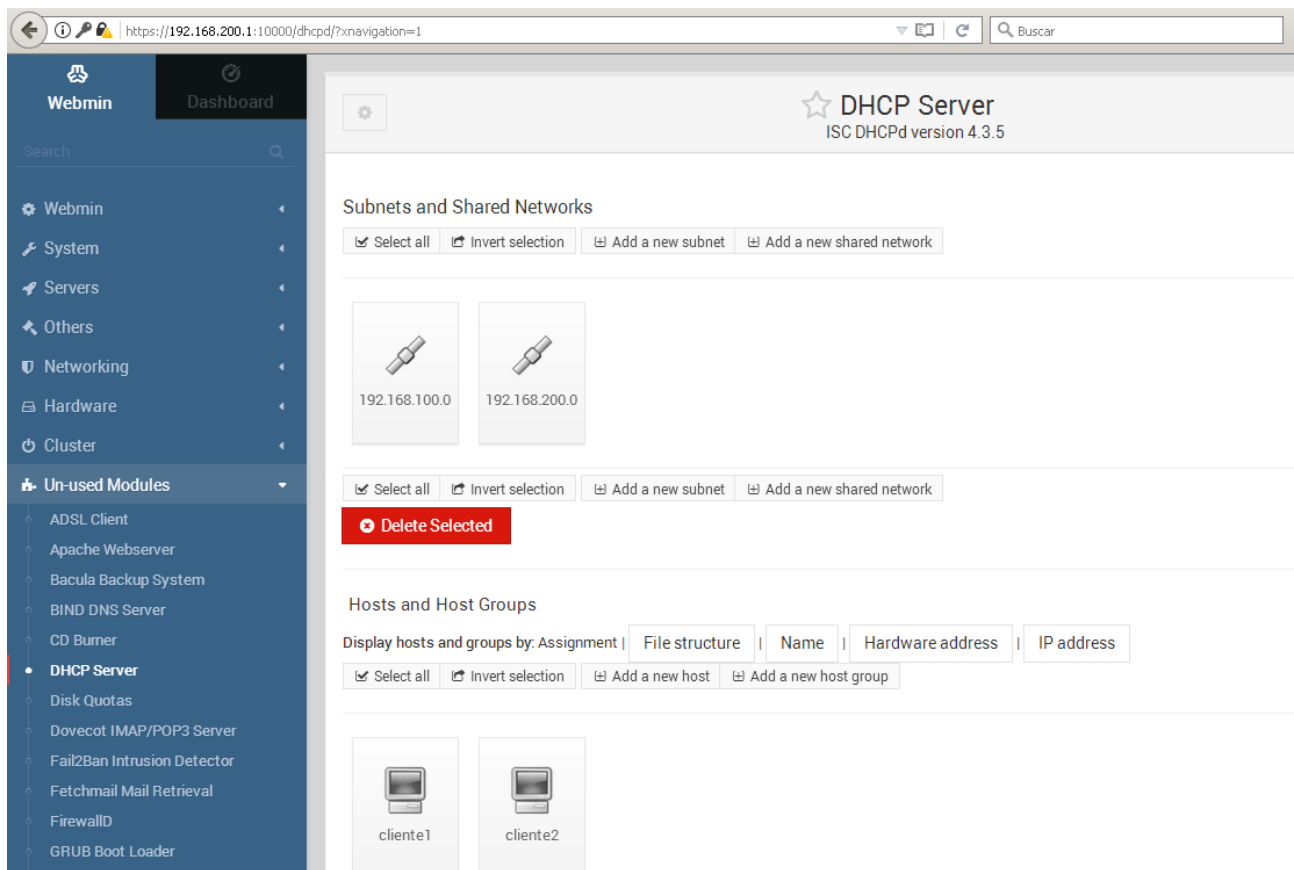 https://192.168.200.1:10000/dhcpd/?xnavigation=1
Buscar
Webmin
Dashboard
Search
Webmin
System
Servers
Others
Networking
Hardware
Cluster
Un-used Modules
ADSL Client
Apache Webserver
Bacula Backup System
BIND DNS Server
CD Burner
DHCP Server
Disk Quotas
Dovecot IMAP/POP3 Server
Fail2Ban Intrusion Detector
Fetchmail Mail Retrieval
FirewallD
GRUB Boot Loader
DHCP Server
ISC DHCPd version 4.3.5
Subnets and Shared Networks
Select all Invert selection Add a new subnet Add a new shared network
192.168.100.0 192.168.200.0
Select all Invert selection Add a new subnet Add a new shared network
Delete Selected
Hosts and Host Groups
Display hosts and groups by: Assignment | File structure | Name | Hardware address | IP address
Select all Invert selection Add a new host Add a new host group
cliente1 cliente2